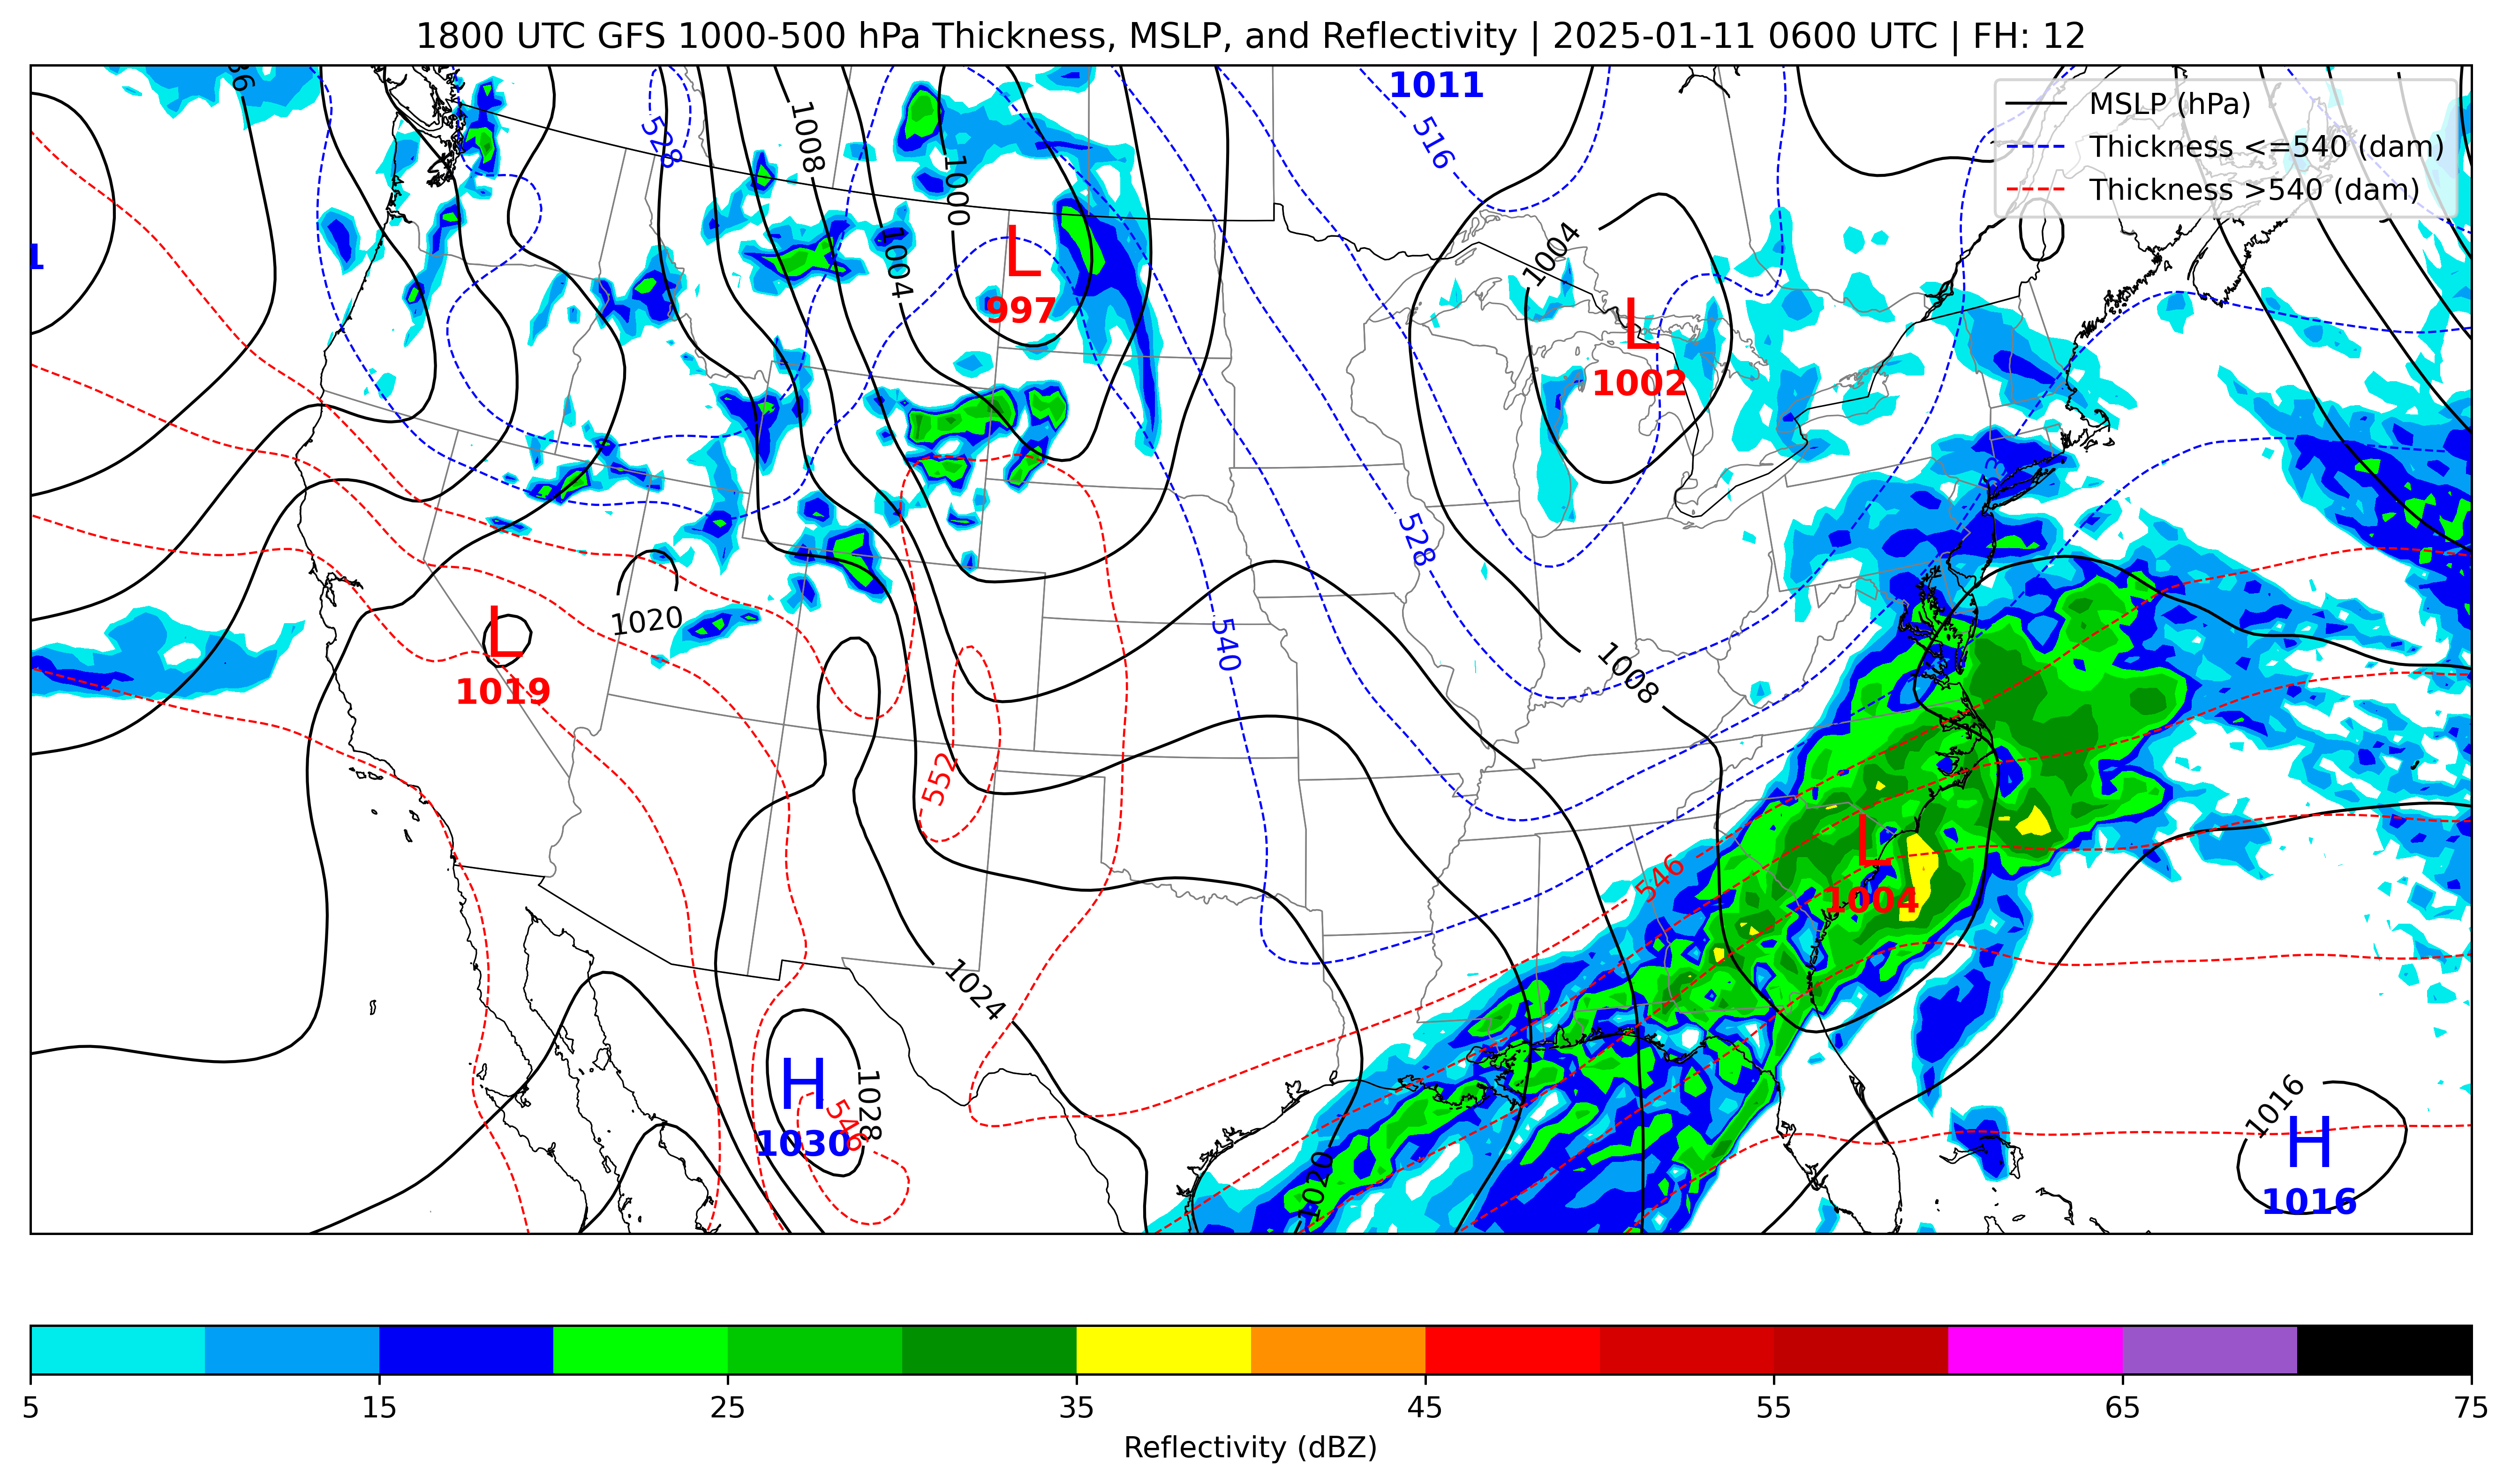 1800 UTC GFS 1000-500 hPa Thickness, MSLP, and Reflectivity | 2025-01-11 0600 UTC | FH: 12
MSLP (hPa)
Thickness <=540 (dam)
Thickness >540 (dam)
1011
516
528
1008
1000
1004
L
997
1004
L
1002
528
540
1008
1020
L
1019
552
546
L
1004
1024
H
1030
1028
546
1020
1016
H
1016
5 15 25 35 45 55 65 75
Reflectivity (dBZ)